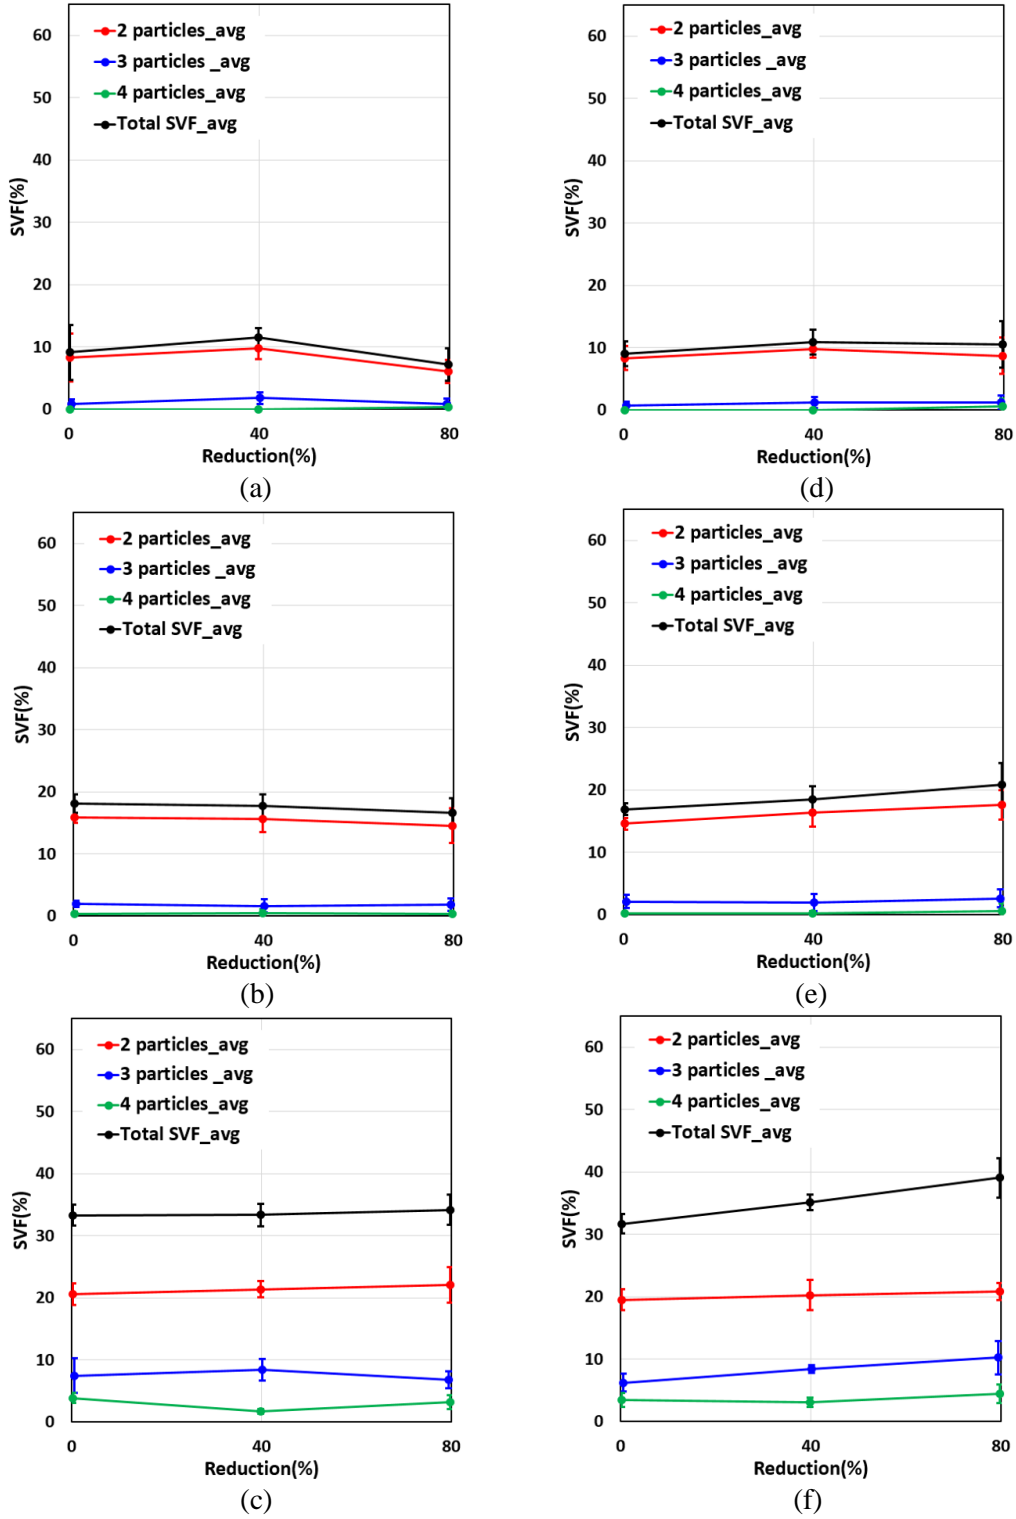 2 particles_avg
3 particles _avg
4 particles_avg
Total SVF_avg
60
50
40
30
20
10
0
SVF(%)
0 40 80
Reduction(%)
(a)
2 particles_avg
3 particles _avg
4 particles_avg
Total SVF_avg
60
50
40
30
20
10
0
SVF(%)
0 40 80
Reduction(%)
(d)
2 particles_avg
3 particles _avg
4 particles_avg
Total SVF_avg
60
50
40
30
20
10
0
SVF(%)
0 40 80
Reduction(%)
(b)
2 particles_avg
3 particles _avg
4 particles_avg
Total SVF_avg
60
50
40
30
20
10
0
SVF(%)
0 40 80
Reduction(%)
(e)
2 particles_avg
3 particles _avg
4 particles_avg
Total SVF_avg
60
50
40
30
20
10
0
SVF(%)
0 40 80
Reduction(%)
(c)
2 particles_avg
3 particles _avg
4 particles_avg
Total SVF_avg
60
50
40
30
20
10
0
SVF(%)
0 40 80
Reduction(%)
(f)